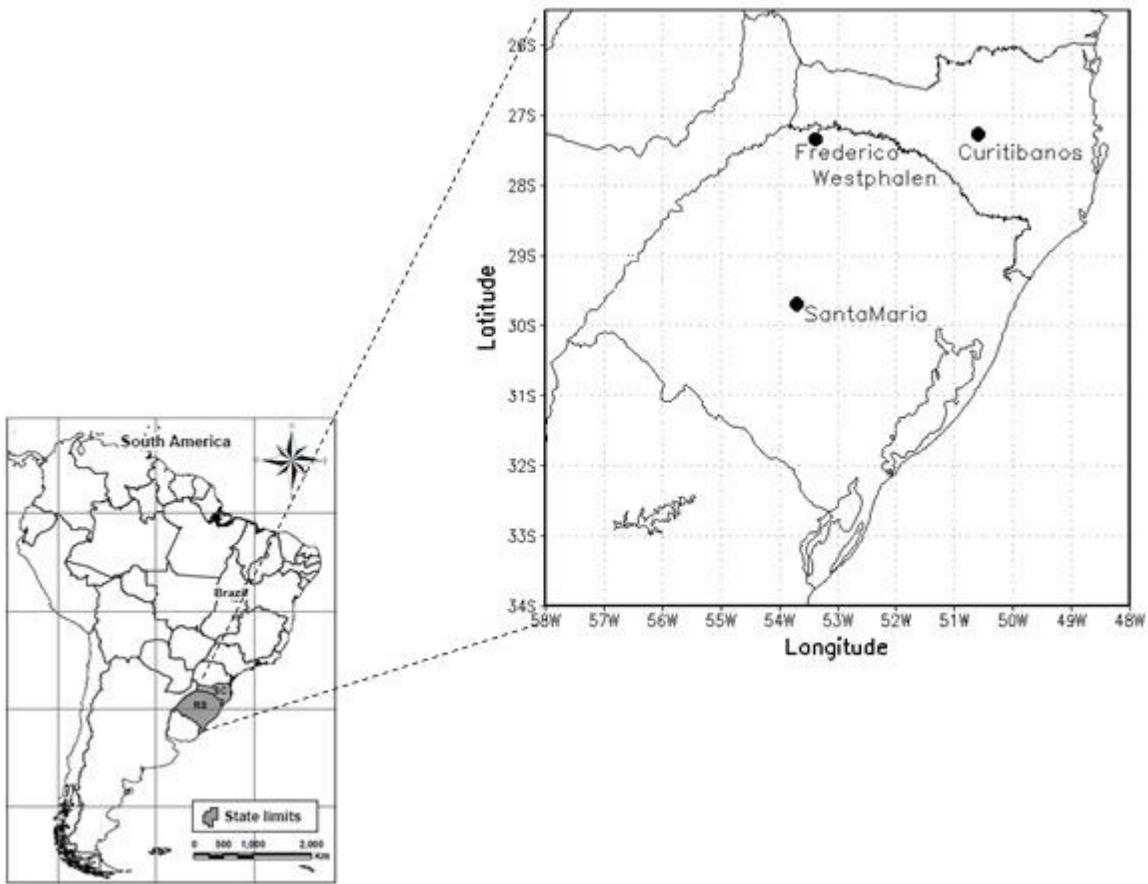 26S
27S
28S
29S
30S
31S
32S
33S
34S
Latitude
Frederico
Westphalen
Curitibanos
SantaMaria
58W 57W 56W 55W 54W 53W 52W 51W 50W 49W 48W
Longitude
South America
Brazil
SC
RS
State limits
0 500 1,000 2,000
Km